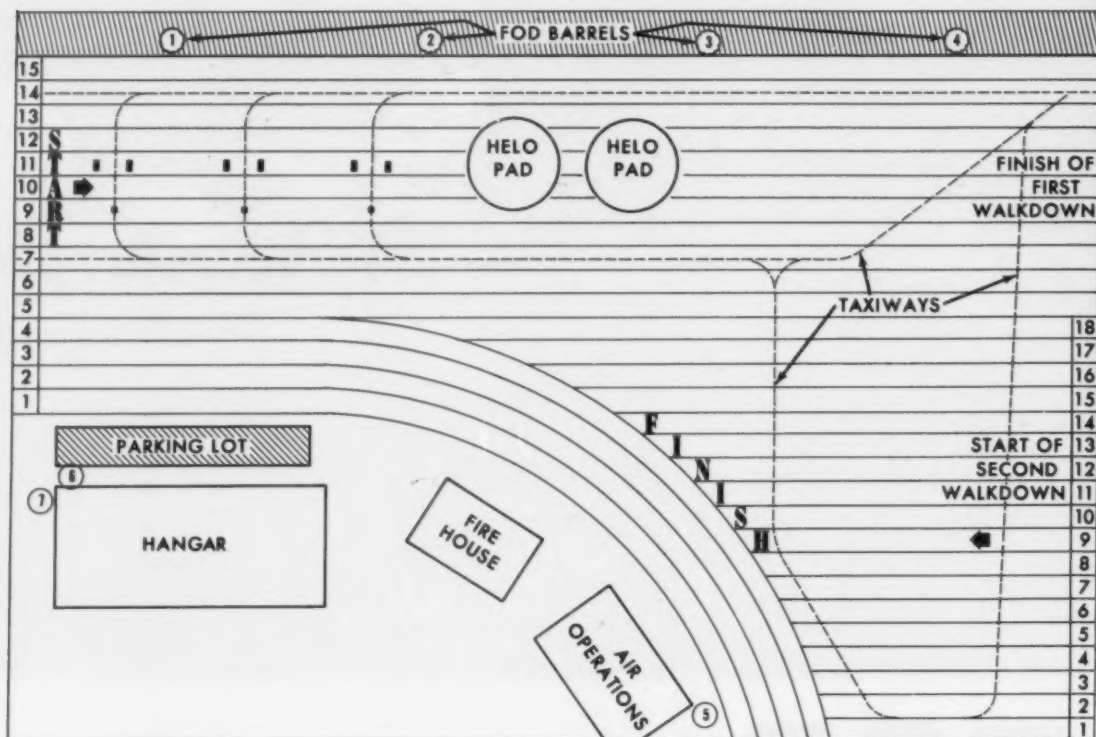 1
2
FOD BARRELS
3
4
15
14
13
12
11
10
9
8
7
6
5
4
3
2
1
START
HELO
PAD
HELO
PAD
FINISH OF
FIRST
WALKDOWN
TAXIWAYS
18
17
16
15
14
13
12
11
10
9
8
7
6
5
4
3
2
1
FINISH
START OF
SECOND
WALKDOWN
PARKING LOT
6
7
HANGAR
FIRE
HOUSE
AIR
OPERATIONS
5